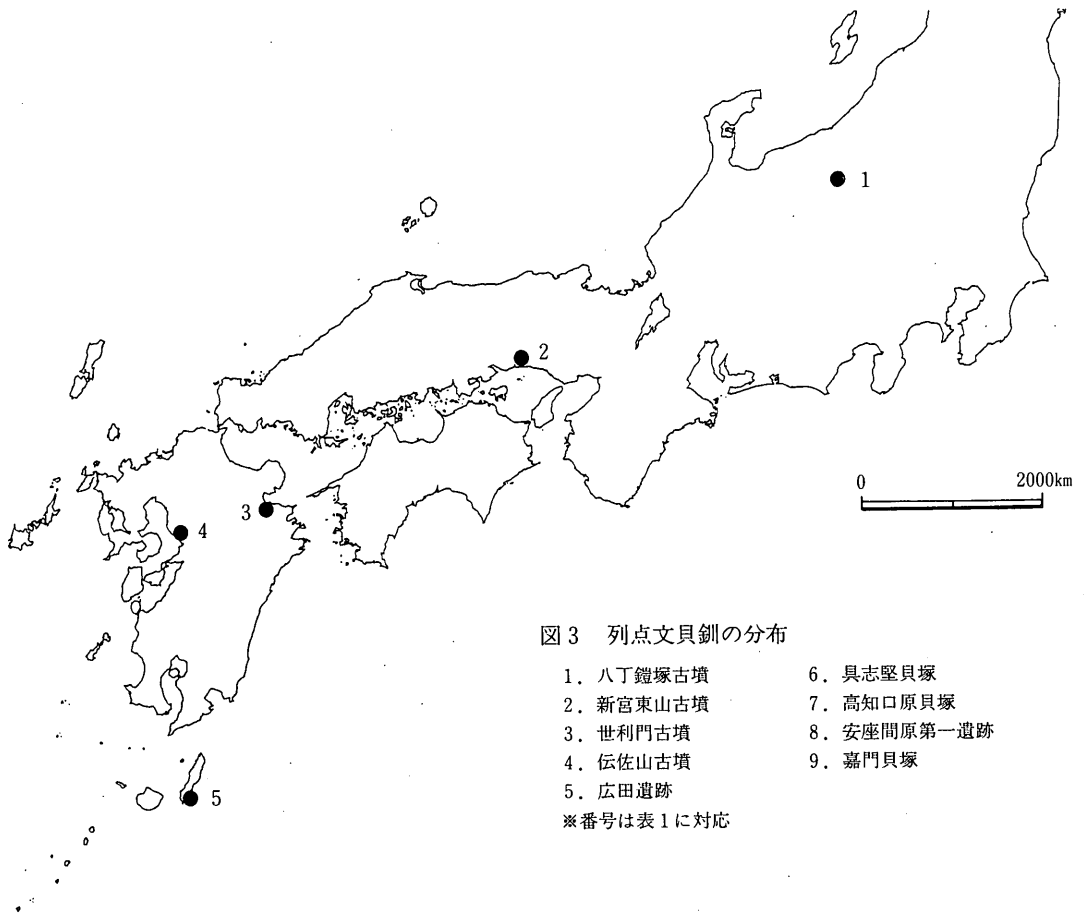 1
2
3
4
5
0 2000km
図3 列点文貝釧の分布
1. 八丁鎧塚古墳
2. 新宮東山古墳
3. 世利門古墳
4. 伝佐山古墳
5. 広田遺跡
※番号は表1に対応
6. 具志堅貝塚
7. 高知口原貝塚
8. 安座間原第一遺跡
9. 嘉門貝塚